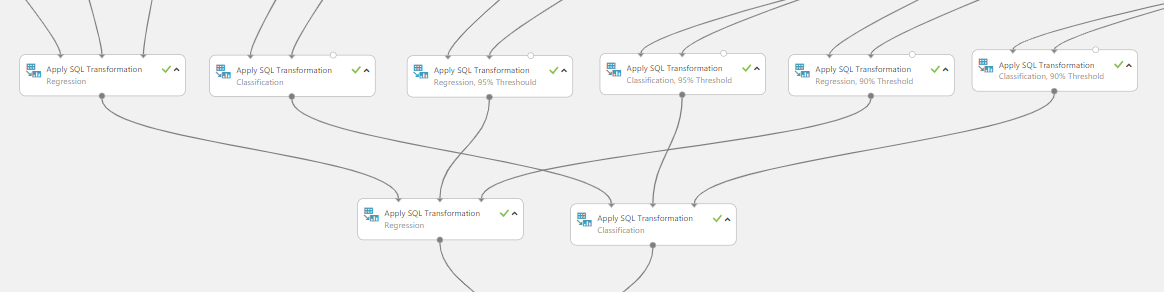 Apply SQL Transformation
Regression
Apply SQL Transformation
Classification
Apply SQL Transformation
Regression, 95% Threshould
Apply SQL Transformation
Classification, 95% Threshold
Apply SQL Transformation
Regression, 90% Threshold
Apply SQL Transformation
Classification, 90% Threshold
Apply SQL Transformation
Regression
Apply SQL Transformation
Classification